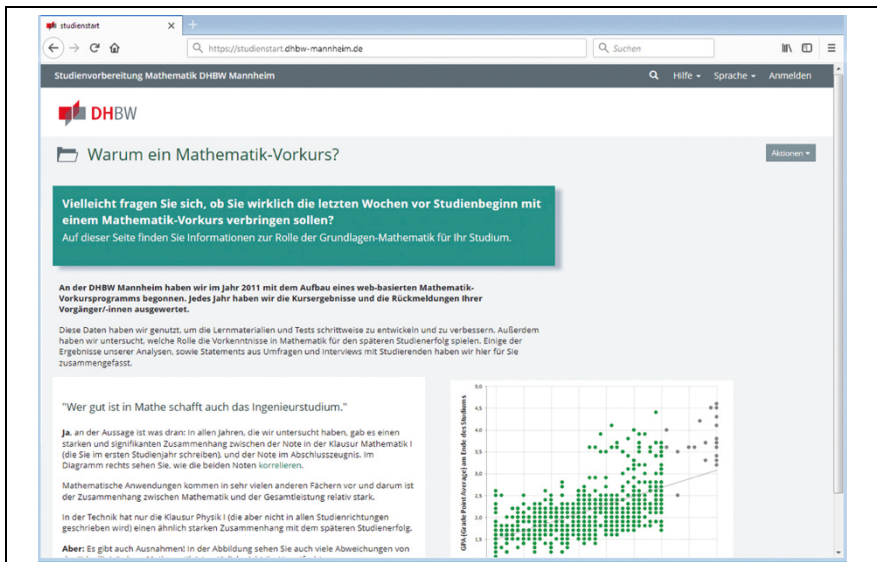 studienstart
https://studienstart.dhbw-mannheim.de
Suchen
Studienvorbereitung Mathematik DHBW Mannheim
Hilfe
Sprache
Anmelden
DHBW
Warum ein Mathematik-Vorkurs?
Aktionen
Vielleicht fragen Sie sich, ob Sie wirklich die letzten Wochen vor Studienbeginn mit
einem Mathematik-Vorkurs verbringen sollen?
Auf dieser Seite finden Sie Informationen zur Rolle der Grundlagen-Mathematik für Ihr Studium.
An der DHBW Mannheim haben wir im Jahr 2011 mit dem Aufbau eines web-basierten Mathematik-
Vorkursprogramms begonnen. Jedes Jahr haben wir die Kursergebnisse und die Rückmeldungen Ihrer
Vorgänger/-innen ausgewertet.
Diese Daten haben wir genutzt, um die Lernmaterialien und Tests schrittweise zu entwickeln und zu verbessern. Außerdem
haben wir untersucht, welche Rolle die Vorkenntnisse in Mathematik für den späteren Studienerfolg spielen. Einige der
Ergebnisse unserer Analysen, sowie Statements aus Umfragen und Interviews mit Studierenden haben wir hier für Sie
zusammengefasst.
"Wer gut ist in Mathe schafft auch das Ingenieurstudium."
Ja, an der Aussage ist was dran: In allen Jahren, die wir untersucht haben, gab es einen
starken und signifikanten Zusammenhang zwischen der Note in der Klausur Mathematik I
(die Sie im ersten Studienjahr schreiben), und der Note im Abschlusszeugnis. Im
Diagramm rechts sehen Sie, wie die beiden Noten korrelieren.
Mathematische Anwendungen kommen in sehr vielen anderen Fächern vor und darum ist
der Zusammenhang zwischen Mathematik und der Gesamtleistung relativ stark.
In der Technik hat nur die Klausur Physik I (die aber nicht in allen Studienrichtungen
geschrieben wird) einen ähnlich starken Zusammenhang mit dem späteren Studienerfolg.
Aber: Es gibt auch Ausnahmen! In der Abbildung sehen Sie auch viele Abweichungen von
GPA (Grade Point Average) am Ende des Studiums
5,0
4,5
4,0
3,5
3,0
2,5
2,0
1,5